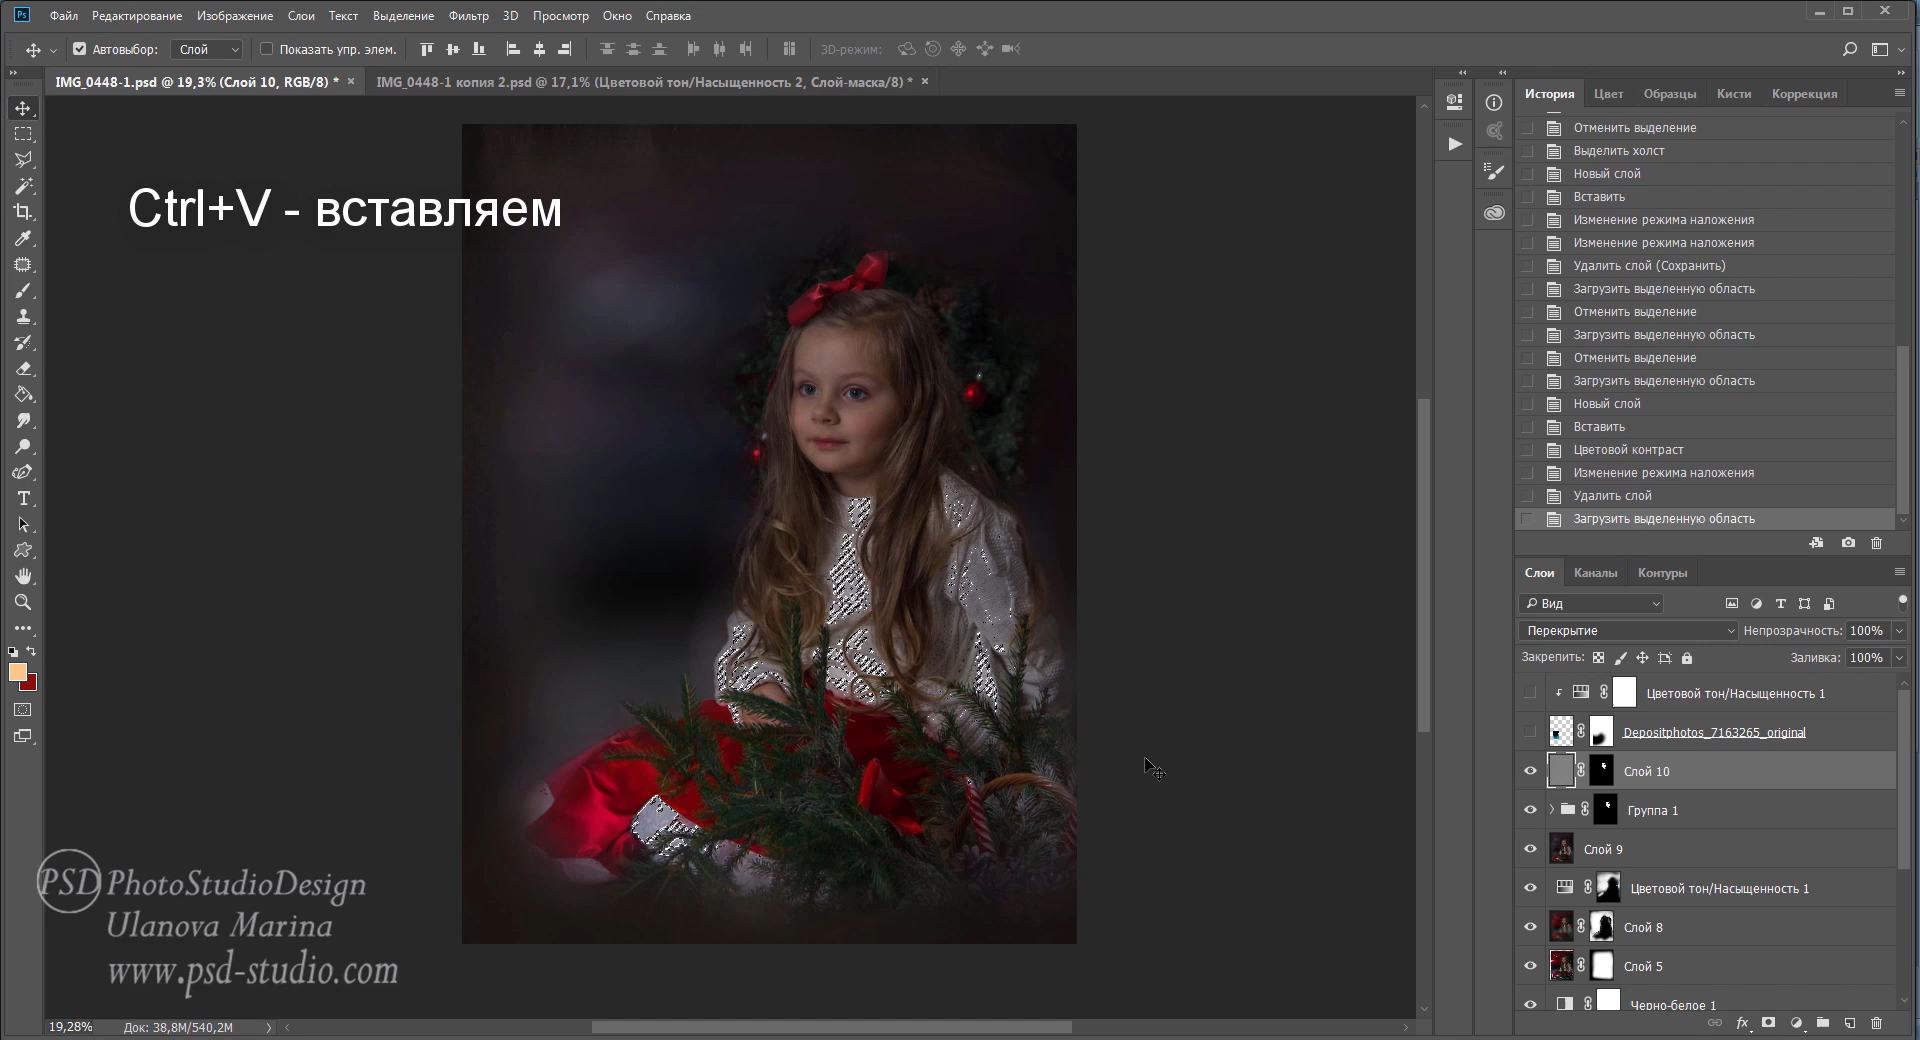 Файл Редактирование Изображение Слои Текст Выделение Фильтр 3D Просмотр Окно Справка
Автовыбор: Слой Показать упр. элем. 3D-режим:
IMG_0448-1.psd @ 19,3% (Слой 10, RGB/8) * × IMG_0448-1 копия 2.psd @ 17,1% (Цветовой тон/Насыщенность 2, Слой-маска/8) * ×
Ctrl+V - вставляем
PSD PhotoStudioDesign
Ulanova Marina
www.psd-studio.com
19,28% Док: 38,8M/540,2M
История Цвет Образцы Кисти Коррекция
Отменить выделение
Выделить холст
Новый слой
Вставить
Изменение режима наложения
Изменение режима наложения
Удалить слой (Сохранить)
Загрузить выделенную область
Отменить выделение
Загрузить выделенную область
Отменить выделение
Загрузить выделенную область
Новый слой
Вставить
Цветовой контраст
Изменение режима наложения
Удалить слой
Загрузить выделенную область
Слои Каналы Контуры
Вид
Перекрытие Непрозрачность: 100%
Закрепить: Заливка: 100%
Цветовой тон/Насыщенность 1
Depositphotos_7163265_original
Слой 10
Группа 1
Слой 9
Цветовой тон/Насыщенность 1
Слой 8
Слой 5
Черно-белое 1